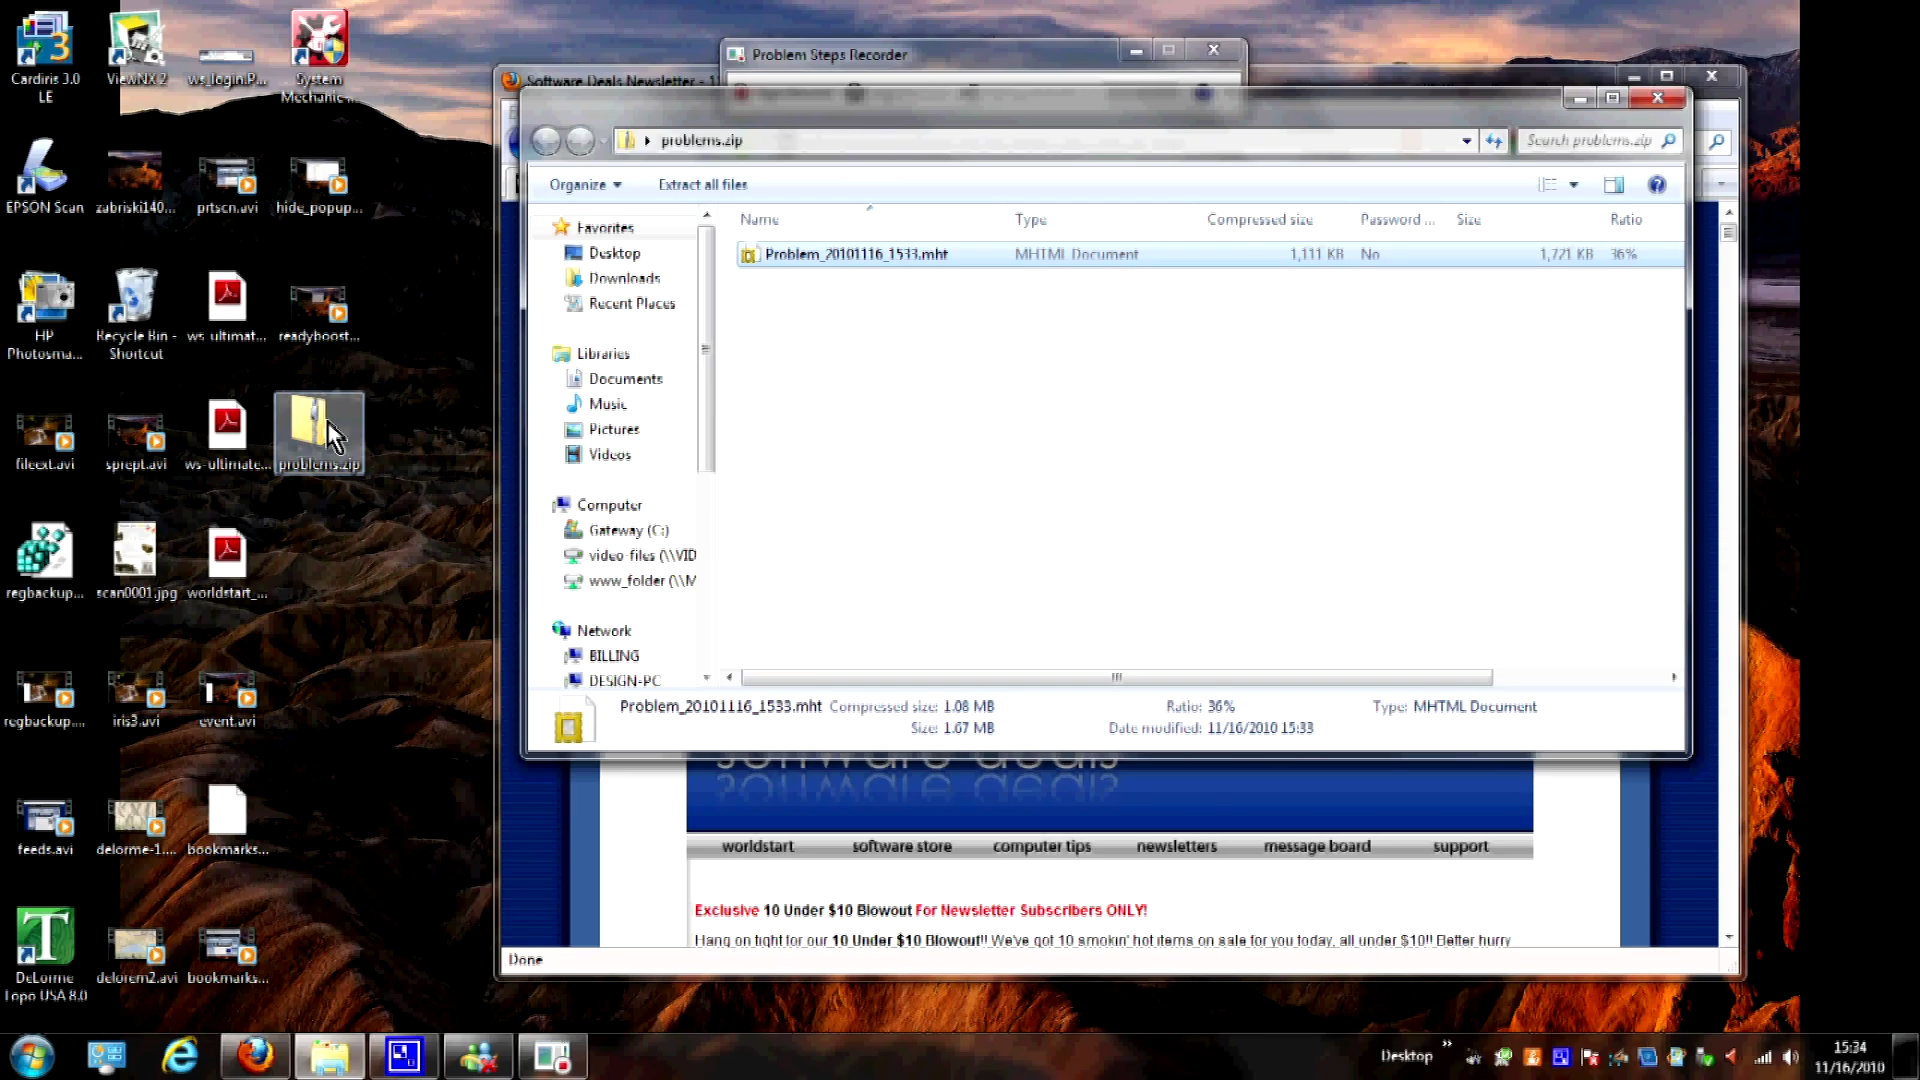 Cardiris 3.0
LE
ViewNX 2
ws_login:P...
System
Mechanic ...
EPSON Scan
zabriski140...
prtscn.avi
hide_popup...
HP
Photosma...
Recycle Bin -
Shortcut
ws ultimat...
readyboost...
fileext.avi
sprept.avi
ws-ultimate...
problems.zip
regbackup...
scan0001.jpg
worldstart_...
regbackup....
iris3.avi
event.avi
feeds.avi
delorme-1....
bookmarks...
DeLorme
Topo USA 8.0
delorem2.avi
bookmarks...
Problem Steps Recorder
Software Deals Newsletter - 1
problems.zip
Search problems.zip
Organize
Extract all files
Name
Type
Compressed size
Password ...
Size
Ratio
Problem_20101116_1533.mht
MHTML Document
1,111 KB
No
1,721 KB
36%
Favorites
Desktop
Downloads
Recent Places
Libraries
Documents
Music
Pictures
Videos
Computer
Gateway (C:)
video-files (\\VID
www_folder (\\M
Network
BILLING
DESIGN-PC
Problem_20101116_1533.mht Compressed size: 1.08 MB
Ratio: 36%
Type: MHTML Document
Size: 1.67 MB
Date modified: 11/16/2010 15:33
software deals
worldstart
software store
computer tips
newsletters
message board
support
Exclusive 10 Under $10 Blowout For Newsletter Subscribers ONLY!
Hang on tight for our 10 Under $10 Blowout!! We've got 10 smokin' hot items on sale for you today, all under $10!! Better hurry
Done
Desktop
15:34
11/16/2010